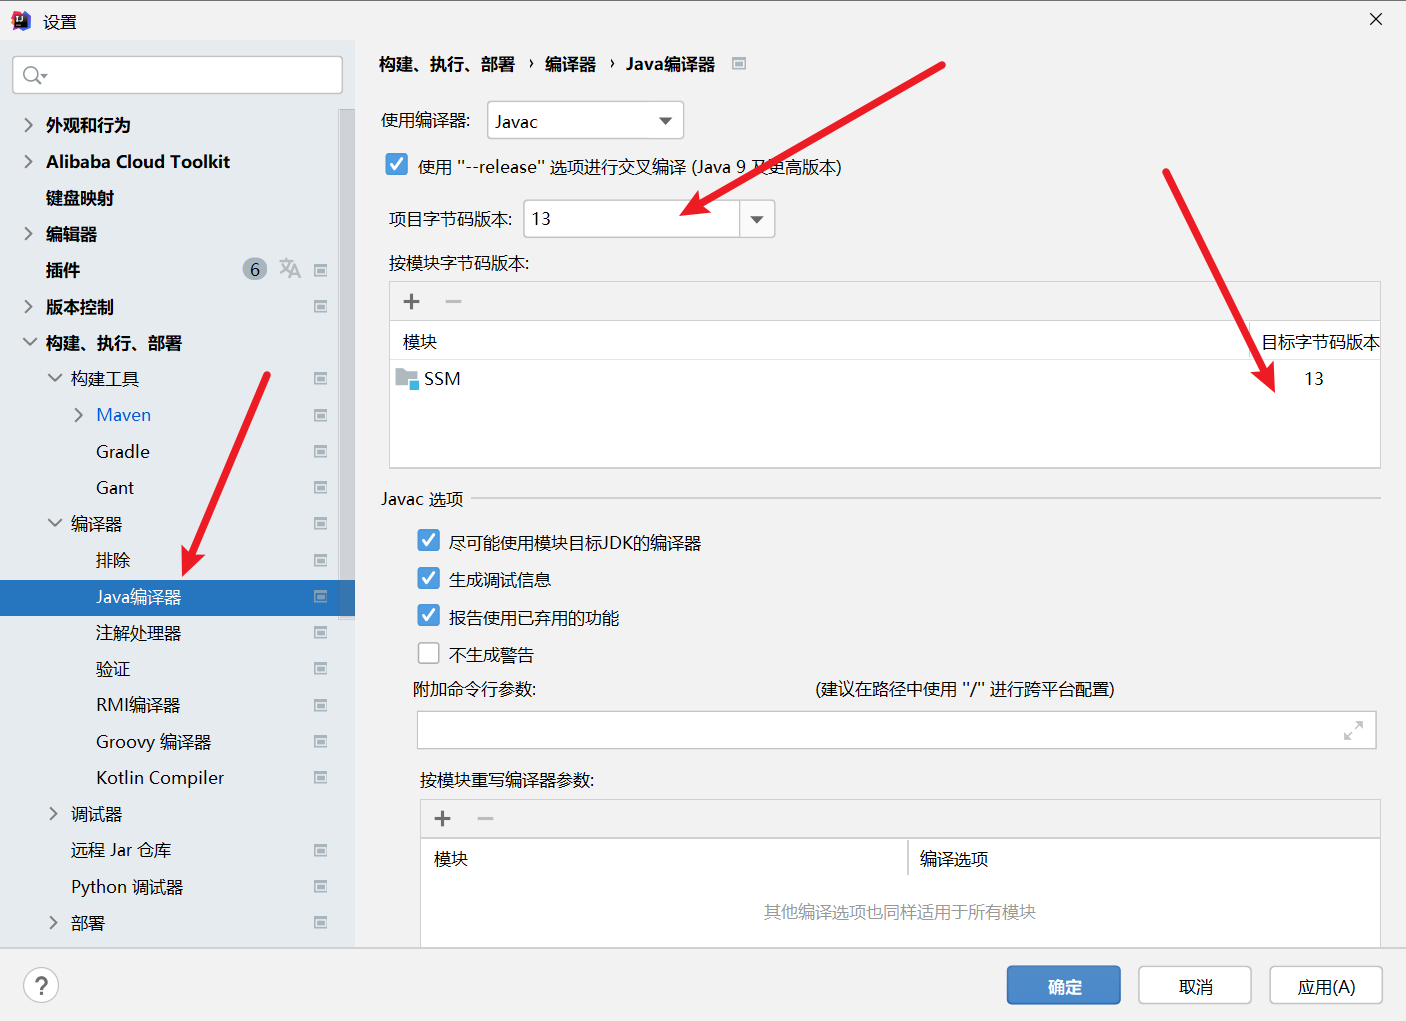 设置
外观和行为
Alibaba Cloud Toolkit
键盘映射
编辑器
插件 6
版本控制
构建、执行、部署
构建工具
Maven
Gradle
Gant
编译器
排除
Java编译器
注解处理器
验证
RMI编译器
Groovy 编译器
Kotlin Compiler
调试器
远程 Jar 仓库
Python 调试器
部署
构建、执行、部署 › 编译器 › Java编译器
使用编译器: Javac
使用 "--release" 选项进行交叉编译 (Java 9 及更高版本)
项目字节码版本: 13
按模块字节码版本:
模块 目标字节码版本
SSM 13
Javac 选项
尽可能使用模块目标JDK的编译器
生成调试信息
报告使用已弃用的功能
不生成警告
附加命令行参数: (建议在路径中使用 "/" 进行跨平台配置)
按模块重写编译器参数:
模块 编译选项
其他编译选项也同样适用于所有模块
? 确定 取消 应用(A)